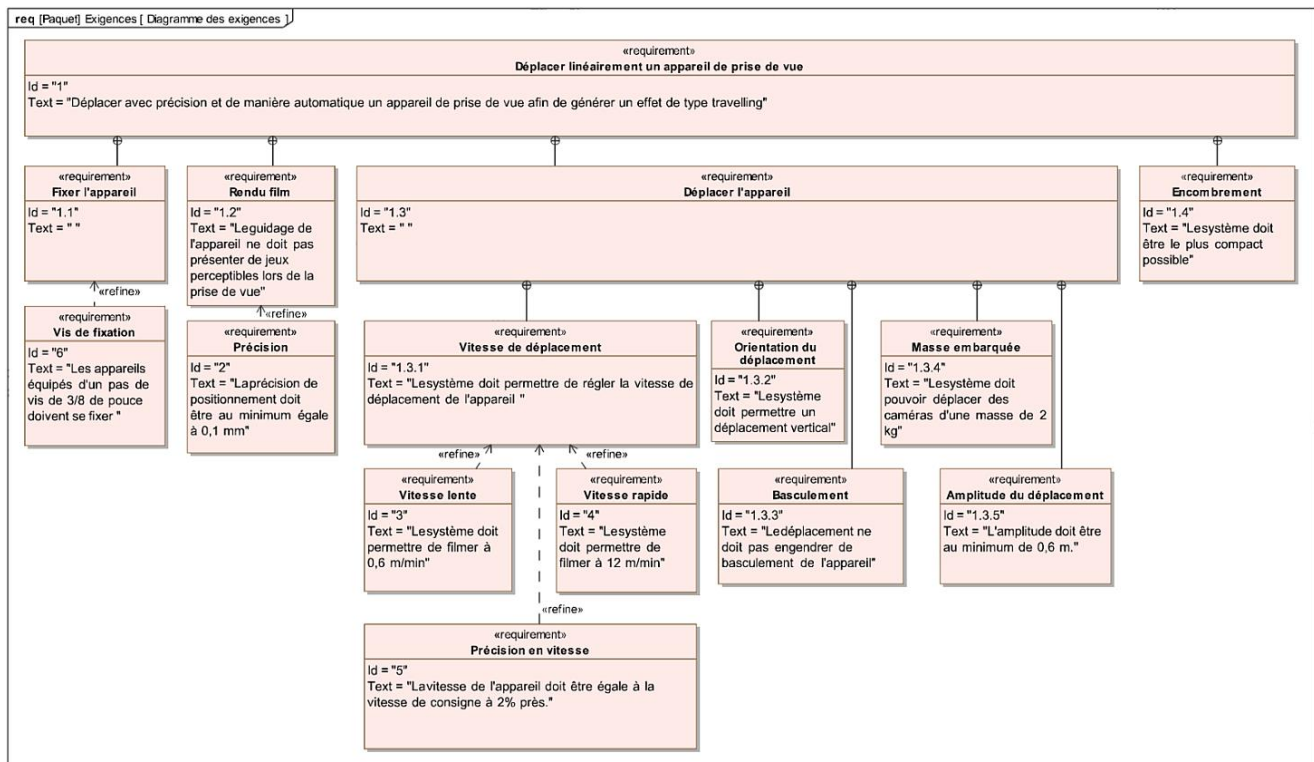 req [Paquet] Exigences [ Diagramme des exigences ]
«requirement»
Déplacer linéairement un appareil de prise de vue
Id = "1"
Text = "Déplacer avec précision et de manière automatique un appareil de prise de vue afin de générer un effet de type travelling"
«requirement»
Fixer l'appareil
Id = "1.1"
Text = " "
«requirement»
Rendu film
Id = "1.2"
Text = "Leguidage de
l'appareil ne doit pas
présenter de jeux
perceptibles lors de la
prise de vue"
«requirement»
Déplacer l'appareil
Id = "1.3"
Text = " "
«requirement»
Encombrement
Id = "1.4"
Text = "Lesystème doit
être le plus compact
possible"
«refine»
«refine»
«requirement»
Vis de fixation
Id = "6"
Text = "Les appareils
équipés d'un pas de
vis de 3/8 de pouce
doivent se fixer "
«requirement»
Précision
Id = "2"
Text = "Laprécision de
positionnement doit
être au minimum égale
à 0,1 mm"
«requirement»
Vitesse de déplacement
Id = "1.3.1"
Text = "Lesystème doit permettre de régler la vitesse de
déplacement de l'appareil "
«requirement»
Orientation du
déplacement
Id = "1.3.2"
Text = "Lesystème
doit permettre un
déplacement vertical"
«requirement»
Masse embarquée
Id = "1.3.4"
Text = "Lesystème doit
pouvoir déplacer des
caméras d'une masse de 2
kg"
«refine»
«refine»
«requirement»
Vitesse lente
Id = "3"
Text = "Lesystème doit
permettre de filmer à
0,6 m/min"
«requirement»
Vitesse rapide
Id = "4"
Text = "Lesystème
doit permettre de
filmer à 12 m/min"
«requirement»
Basculement
Id = "1.3.3"
Text = "Ledéplacement ne
doit pas engendrer de
basculement de l'appareil"
«requirement»
Amplitude du déplacement
Id = "1.3.5"
Text = "L'amplitude doit être
au minimum de 0,6 m."
«refine»
«requirement»
Précision en vitesse
Id = "5"
Text = "Lavitesse de l'appareil doit être égale à la
vitesse de consigne à 2% près."